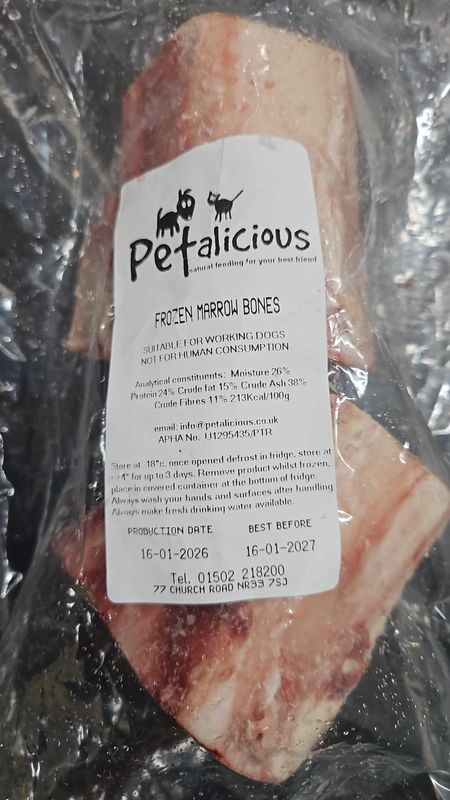 Petalicious
natural feeding for your best friend
FROZEN MARROW BONES
SUITABLE FOR WORKING DOGS
NOT FOR HUMAN CONSUMPTION
Analytical constituents: Moisture 26%
Protein 24% Crude fat 15% Crude Ash 38%
Crude Fibres 11% 213Kcal/100g
email: info@petalicious.co.uk
APHA No. U1295435/PTR
Store at 18°c, once opened defrost in fridge, store at
4° for up to 3 days. Remove product whilst frozen,
place in covered container at the bottom of fridge.
Always wash your hands and surfaces after handling
Always make fresh drinking water available.
PRODUCTION DATE BEST BEFORE
16-01-2026 16-01-2027
Tel. 01502 218200
77 CHURCH ROAD NR33 7SJ